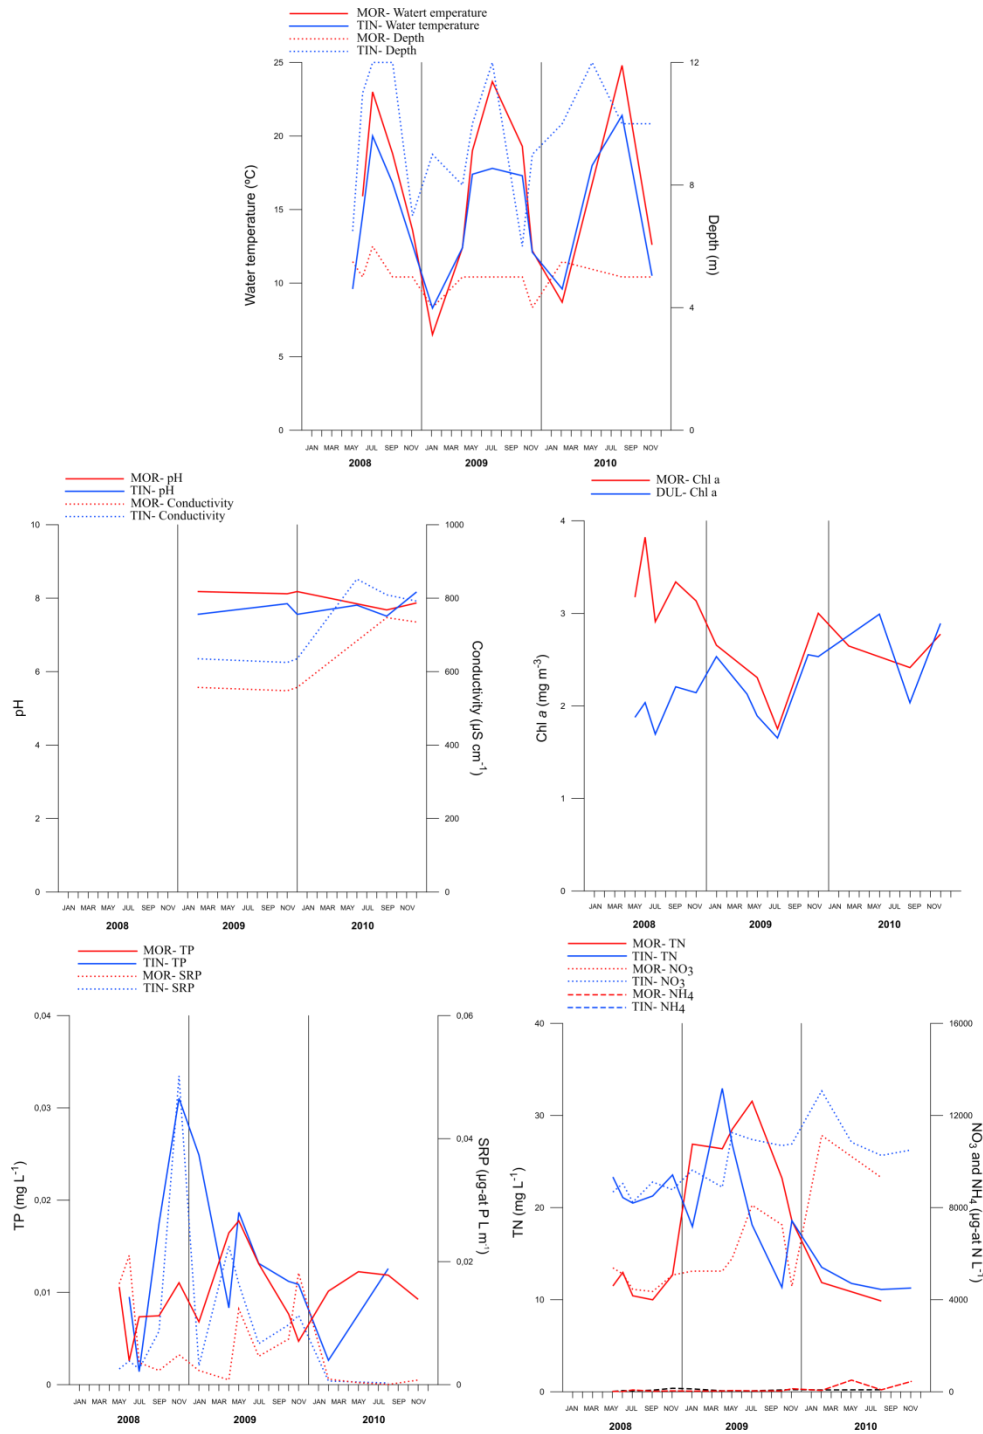 MOR- Watert emperature
TIN- Water temperature
MOR- Depth
TIN- Depth
25
20
15
10
5
0
Water temperature (ºC)
12
8
4
0
Depth (m)
JAN MAR MAY JUL SEP NOV JAN MAR MAY JUL SEP NOV JAN MAR MAY JUL SEP NOV
2008 2009 2010
MOR- pH
TIN- pH
MOR- Conductivity
TIN- Conductivity
10
8
6
4
2
0
pH
1000
800
600
400
200
0
Conductivity (µS cm-1)
JAN MAR MAY JUL SEP NOV JAN MAR MAY JUL SEP NOV JAN MAR MAY JUL SEP NOV
2008 2009 2010
MOR- Chl a
DUL- Chl a
4
3
2
1
0
Chl a (mg m-3)
JAN MAR MAY JUL SEP NOV JAN MAR MAY JUL SEP NOV JAN MAR MAY JUL SEP NOV
2008 2009 2010
MOR- TP
TIN- TP
MOR- SRP
TIN- SRP
0,04
0,03
0,02
0,01
0
TP (mg L-1)
0,06
0,04
0,02
0
SRP (µg-at P L m-1)
JAN MAR MAY JUL SEP NOV JAN MAR MAY JUL SEP NOV JAN MAR MAY JUL SEP NOV
2008 2009 2010
MOR- TN
TIN- TN
MOR- NO3
TIN- NO3
MOR- NH4
TIN- NH4
40
30
20
10
0
TN (mg L-1)
16000
12000
8000
4000
0
NO3 and NH4 (µg-at N L-1)
JAN MAR MAY JUL SEP NOV JAN MAR MAY JUL SEP NOV JAN MAR MAY JUL SEP NOV
2008 2009 2010